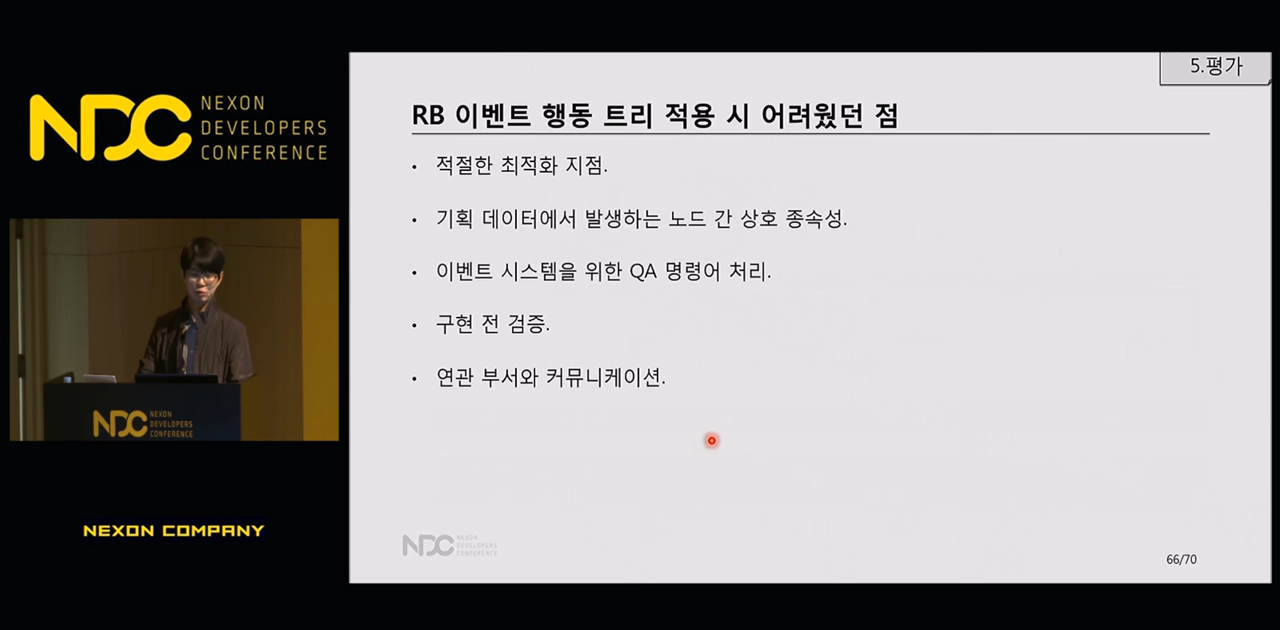 NDC
NEXON
DEVELOPERS
CONFERENCE
5.평가
RB 이벤트 행동 트리 적용 시 어려웠던 점
• 적절한 최적화 지점.
• 기획 데이터에서 발생하는 노드 간 상호 종속성.
• 이벤트 시스템을 위한 QA 명령어 처리.
• 구현 전 검증.
• 연관 부서와 커뮤니케이션.
NDC
NEXON
DEVELOPERS
CONFERENCE
NEXON COMPANY
NDC
NEXON
DEVELOPERS
CONFERENCE
66/70